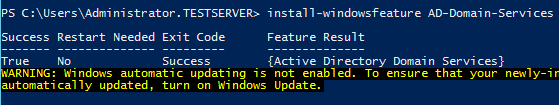 PS C:\Users\Administrator.TESTSERVER> install-windowsfeature AD-Domain-Services
Success Restart Needed Exit Code Feature Result
------- -------------- --------- --------------
True No Success {Active Directory Domain Services}
WARNING: Windows automatic updating is not enabled. To ensure that your newly-in
automatically updated, turn on Windows Update.